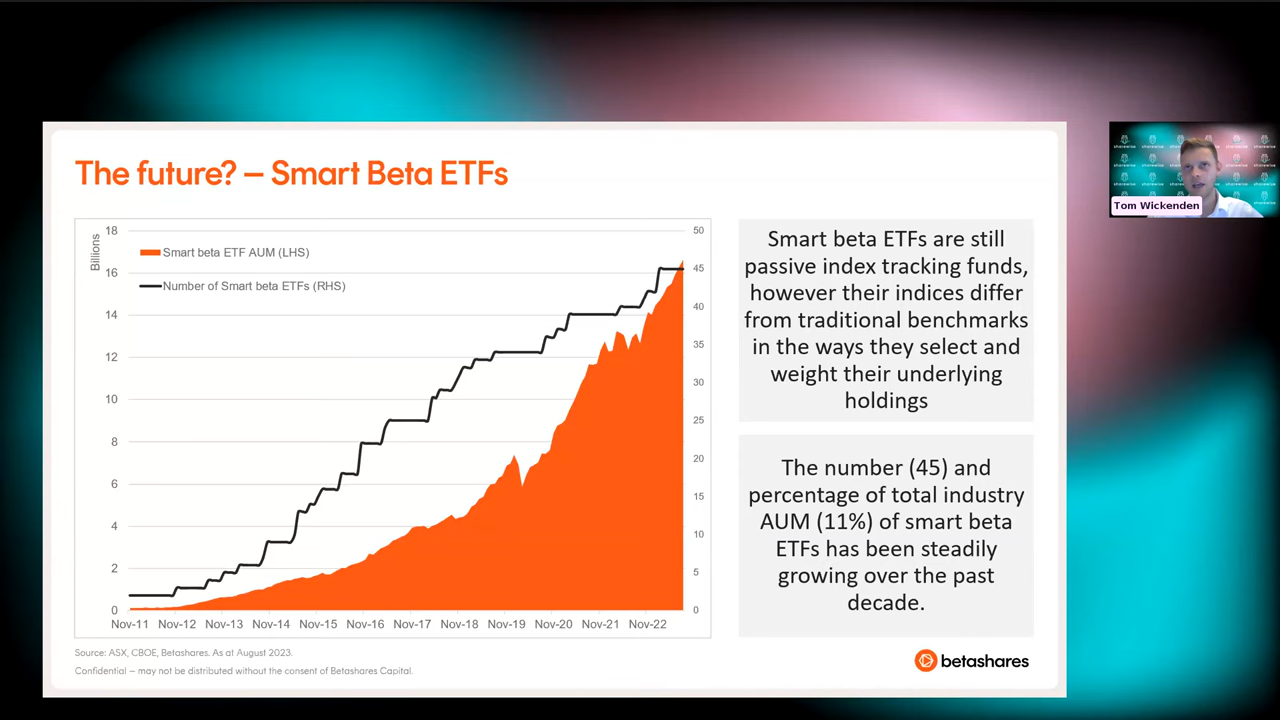 The future? – Smart Beta ETFs
Billions
18
16
14
12
10
8
6
4
2
0
Smart beta ETF AUM (LHS)
Number of Smart beta ETFs (RHS)
50
45
40
35
30
25
20
15
10
5
0
Nov-11 Nov-12 Nov-13 Nov-14 Nov-15 Nov-16 Nov-17 Nov-18 Nov-19 Nov-20 Nov-21 Nov-22
Smart beta ETFs are still
passive index tracking funds,
however their indices differ
from traditional benchmarks
in the ways they select and
weight their underlying
holdings
The number (45) and
percentage of total industry
AUM (11%) of smart beta
ETFs has been steadily
growing over the past
decade.
Source: ASX, CBOE, Betashares. As at August 2023.
Confidential – may not be distributed without the consent of Betashares Capital.
betashares
Tom Wickenden